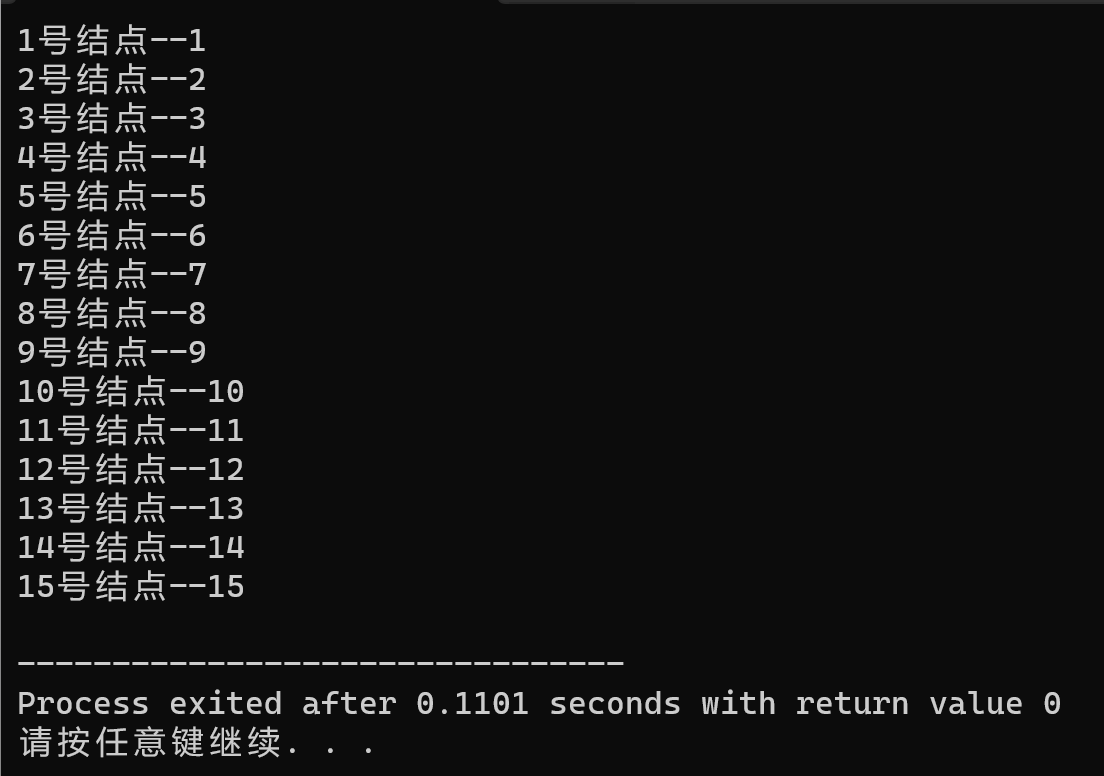 1号结点--1
2号结点--2
3号结点--3
4号结点--4
5号结点--5
6号结点--6
7号结点--7
8号结点--8
9号结点--9
10号结点--10
11号结点--11
12号结点--12
13号结点--13
14号结点--14
15号结点--15
--------------------------------
Process exited after 0.1101 seconds with return value 0
请按任意键继续. . .